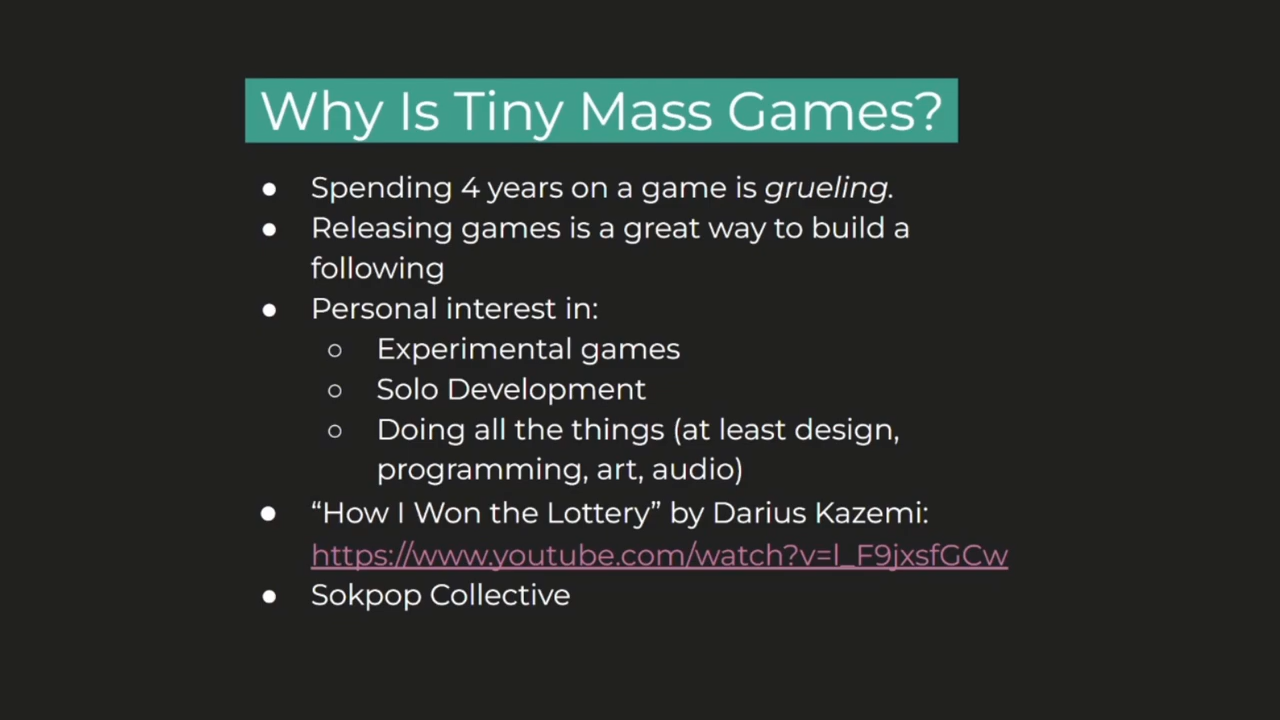 Why Is Tiny Mass Games?
● Spending 4 years on a game is grueling.
● Releasing games is a great way to build a
following
● Personal interest in:
○ Experimental games
○ Solo Development
○ Doing all the things (at least design,
programming, art, audio)
● “How I Won the Lottery” by Darius Kazemi:
https://www.youtube.com/watch?v=l_F9jxsfGCw
● Sokpop Collective